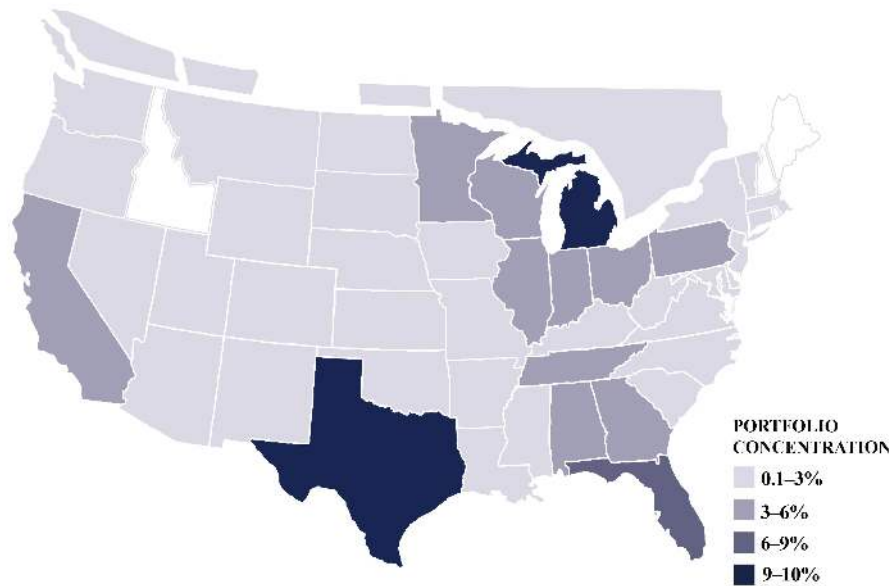 PORTFOLIO
CONCENTRATION
0.1–3%
3–6%
6–9%
9–10%